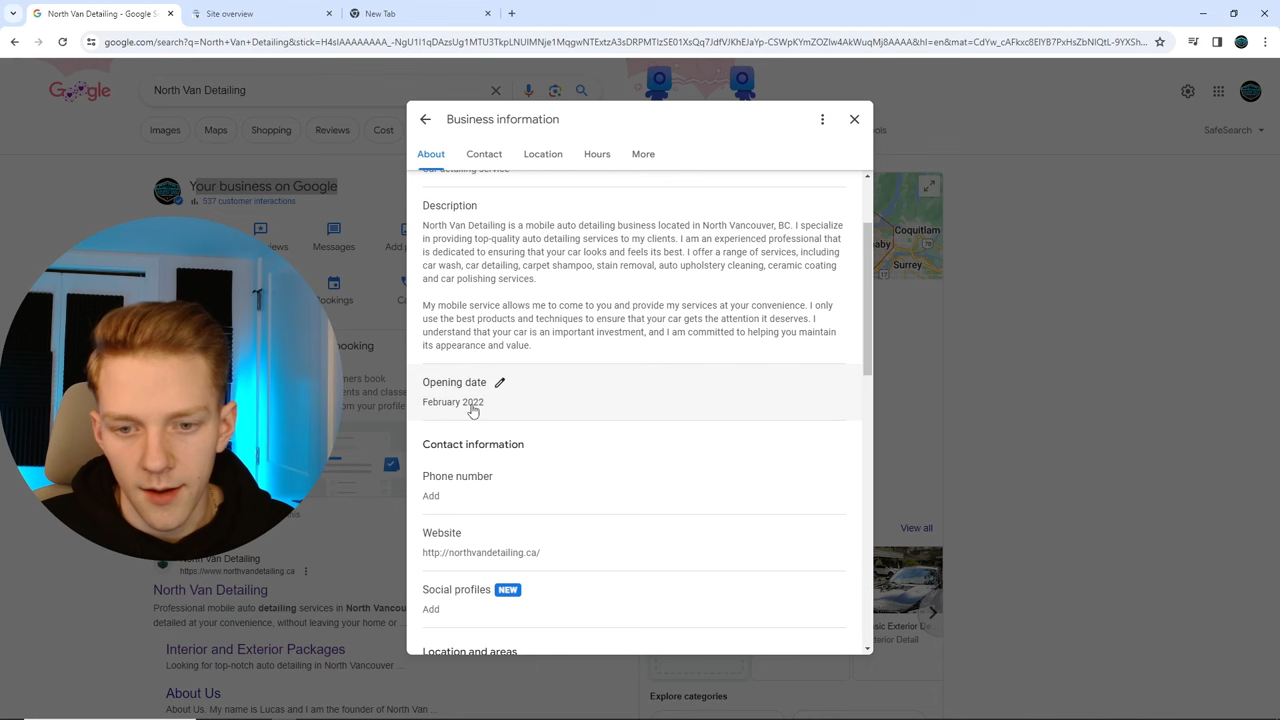 North Van Detailing - Google S
Site overview
New Tab
google.com/search?q=North+Van+Detailing&stick=H4sIAAAAAAAA_-NgU1I1qDAzsUg1MTU3TkpLNUlMNje1MqgwNTExtzA3sDRPMTIzSE01XsQq7JdfVJKhEJaYp-CSWpKYmZOZlw4AkWuqMj8AAAA&hl=en&mat=CdYw_
Google
North Van Detailing
Images
Maps
Shopping
Reviews
Cost
SafeSearch
Your business on Google
537 customer interactions
Messages
Business information
About
Contact
Location
Hours
More
Description
North Van Detailing is a mobile auto detailing business located in North Vancouver, BC. I specialize
in providing top-quality auto detailing services to my clients. I am an experienced professional that
is dedicated to ensuring that your car looks and feels its best. I offer a range of services, including
car wash, car detailing, carpet shampoo, stain removal, auto upholstery cleaning, ceramic coating
and car polishing services.
My mobile service allows me to come to you and provide my services at your convenience. I only
use the best products and techniques to ensure that your car gets the attention it deserves. I
understand that your car is an important investment, and I am committed to helping you maintain
its appearance and value.
Opening date
February 2022
Contact information
Phone number
Add
Website
http://northvandetailing.ca/
Social profiles NEW
Add
Location and areas
Coquitlam
Surrey
View all
Explore categories
North Van Detailing
https://www.northvandetailing.ca
North Van Detailing
Professional mobile auto detailing services in North Vancou
detailed at your convenience, without leaving your home or ...
Interior and Exterior Packages
Looking for top-notch auto detailing in North Vancouver
About Us
About Us. My name is Lucas and I am the founder of North Van ...